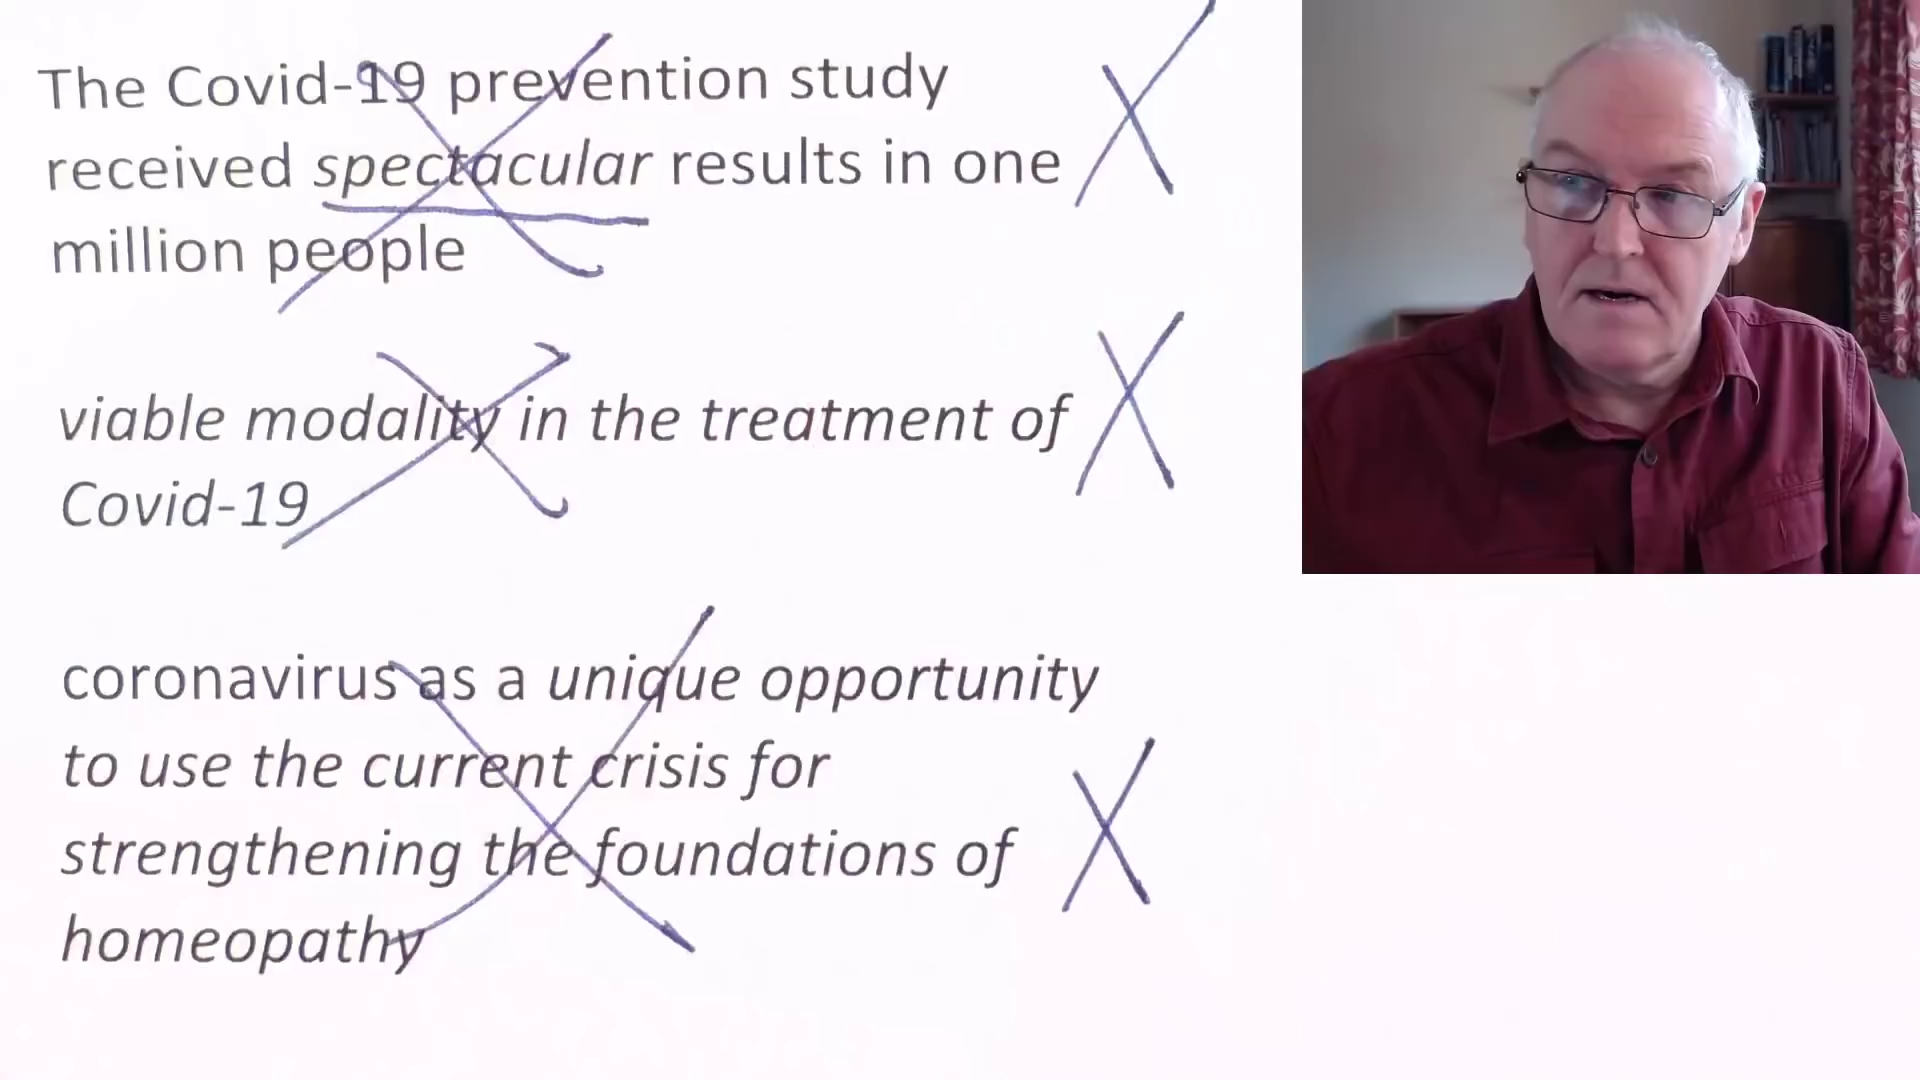 The Covid-19 prevention study
received spectacular results in one
million people
viable modality in the treatment of
Covid-19
coronavirus as a unique opportunity
to use the current crisis for
strengthening the foundations of
homeopathy